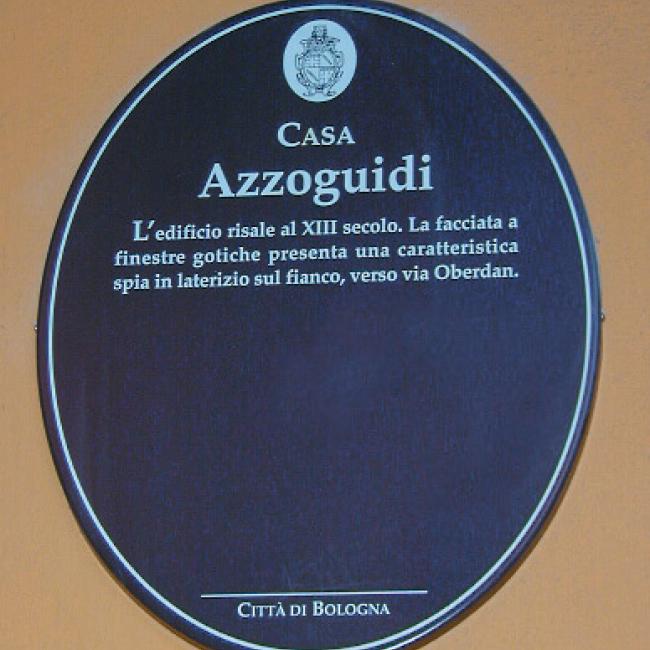 CASA
Azzoguidi
L'edificio risale al XIII secolo. La facciata a
finestre gotiche presenta una caratteristica
spia in laterizio sul fianco, verso via Oberdan.
CITTÀ DI BOLOGNA